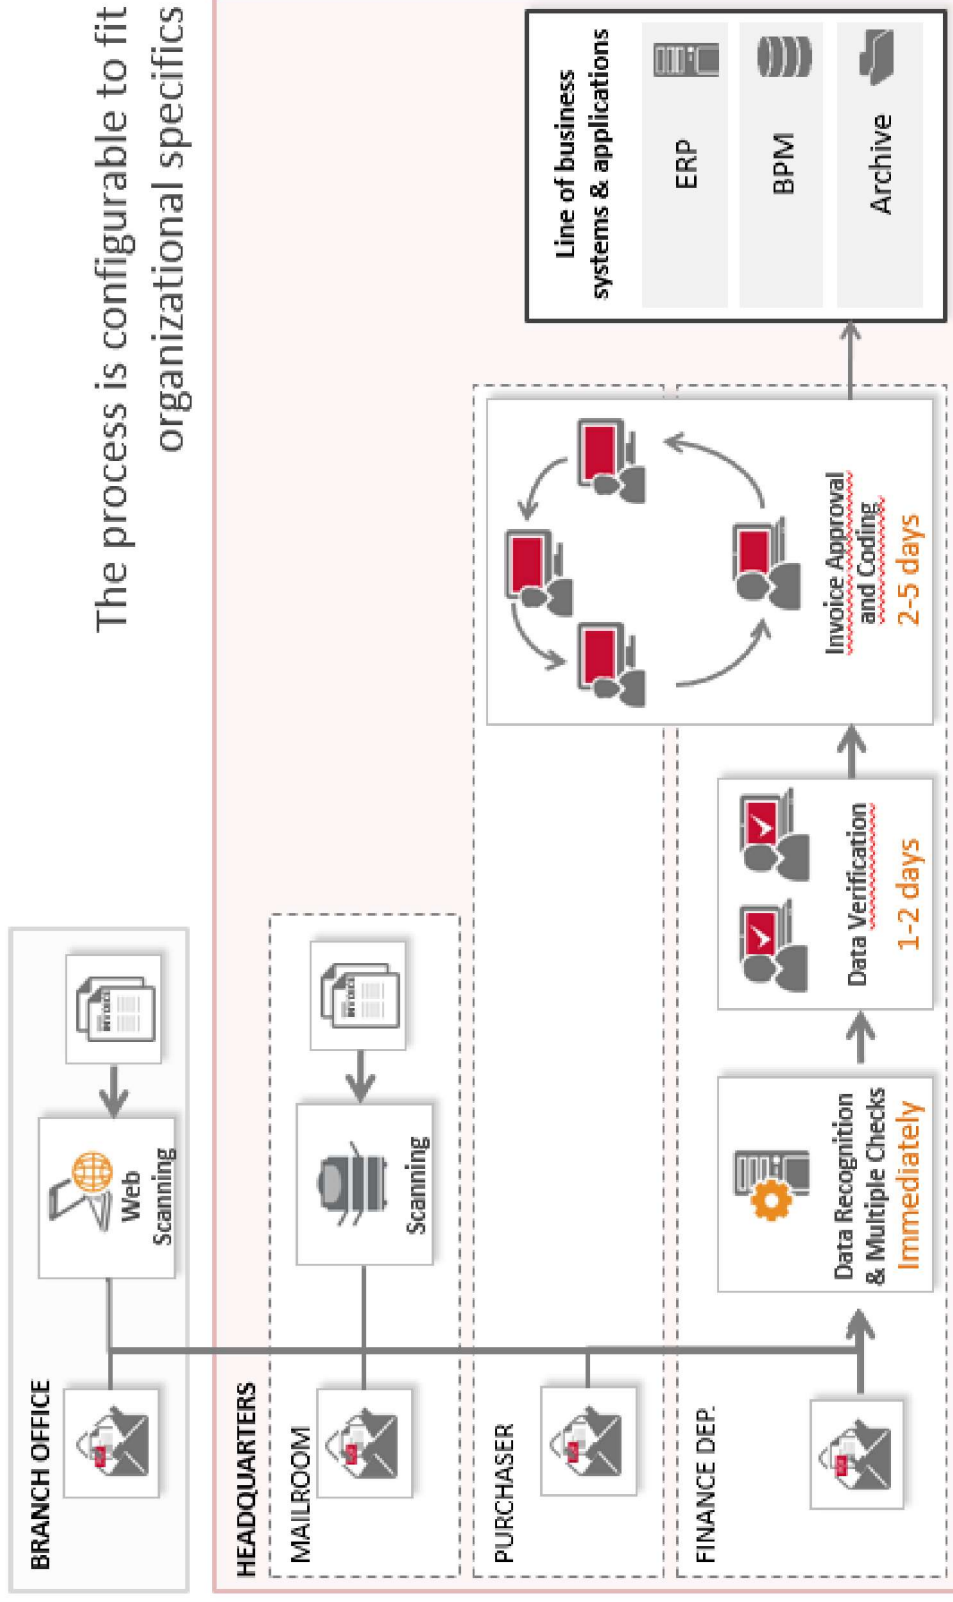 The process is configurable to fit
organizational specifics
BRANCH OFFICE
Web
Scanning
INVOICE
HEADQUARTERS
MAILROOM
Scanning
INVOICE
PURCHASER
FINANCE DEP.
Data Recognition
& Multiple Checks
Immediately
Data Verification
1-2 days
Invoice Approval
and Coding
2-5 days
Line of business
systems & applications
ERP
BPM
Archive